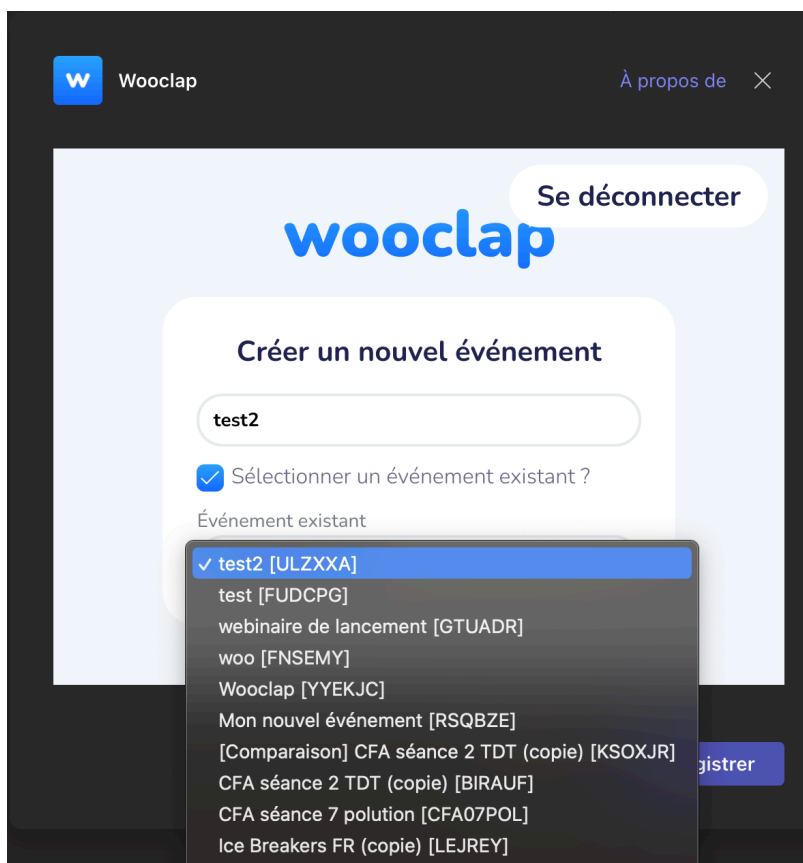 w Wooclap À propos de
Se déconnecter
wooclap
Créer un nouvel événement
test2
Sélectionner un événement existant ?
Événement existant
test2 [ULZXXA]
test [FUDCPG]
webinaire de lancement [GTUADR]
woo [FNSEMY]
Wooclap [YYEKJC]
Mon nouvel événement [RSQBZE]
[Comparaison] CFA séance 2 TDT (copie) [KSOXJR]
gistrer
CFA séance 2 TDT (copie) [BIRAUF]
CFA séance 7 polution [CFA07POL]
Ice Breakers FR (copie) [LEJREY]